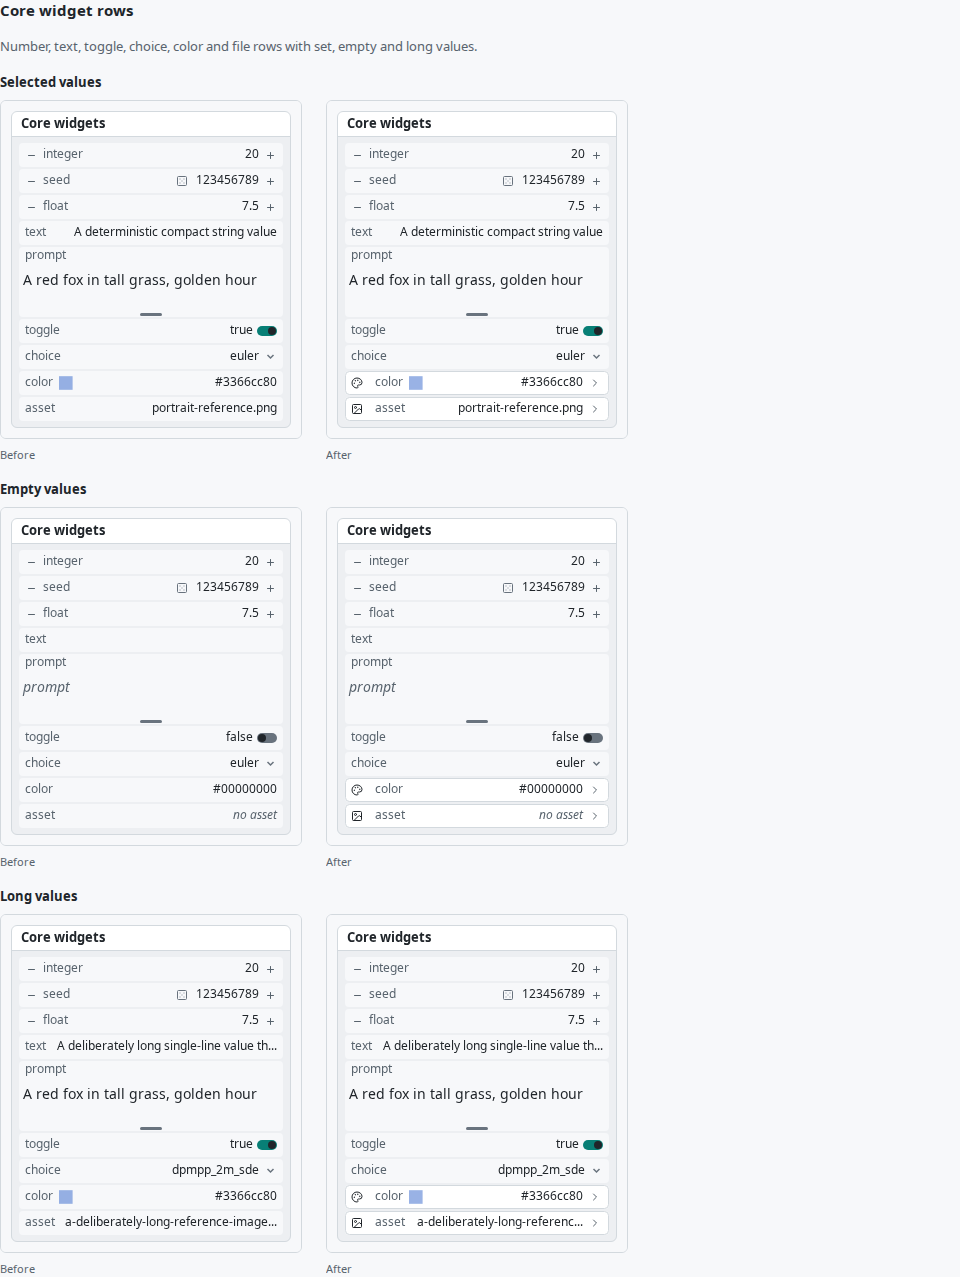 Core widget rows
Number, text, toggle, choice, color and file rows with set, empty and long values.
Selected values
Core widgets
– integer 20 +
– seed 123456789 +
– float 7.5 +
text A deterministic compact string value
prompt
A red fox in tall grass, golden hour
toggle true
choice euler
color #3366cc80
asset portrait-reference.png
Before
Core widgets
– integer 20 +
– seed 123456789 +
– float 7.5 +
text A deterministic compact string value
prompt
A red fox in tall grass, golden hour
toggle true
choice euler
color #3366cc80
asset portrait-reference.png
After
Empty values
Core widgets
– integer 20 +
– seed 123456789 +
– float 7.5 +
text
prompt
prompt
toggle false
choice euler
color #00000000
asset no asset
Before
Core widgets
– integer 20 +
– seed 123456789 +
– float 7.5 +
text
prompt
prompt
toggle false
choice euler
color #00000000
asset no asset
After
Long values
Core widgets
– integer 20 +
– seed 123456789 +
– float 7.5 +
text A deliberately long single-line value th...
prompt
A red fox in tall grass, golden hour
toggle true
choice dpmpp_2m_sde
color #3366cc80
asset a-deliberately-long-reference-image...
Before
Core widgets
– integer 20 +
– seed 123456789 +
– float 7.5 +
text A deliberately long single-line value th...
prompt
A red fox in tall grass, golden hour
toggle true
choice dpmpp_2m_sde
color #3366cc80
asset a-deliberately-long-referenc...
After